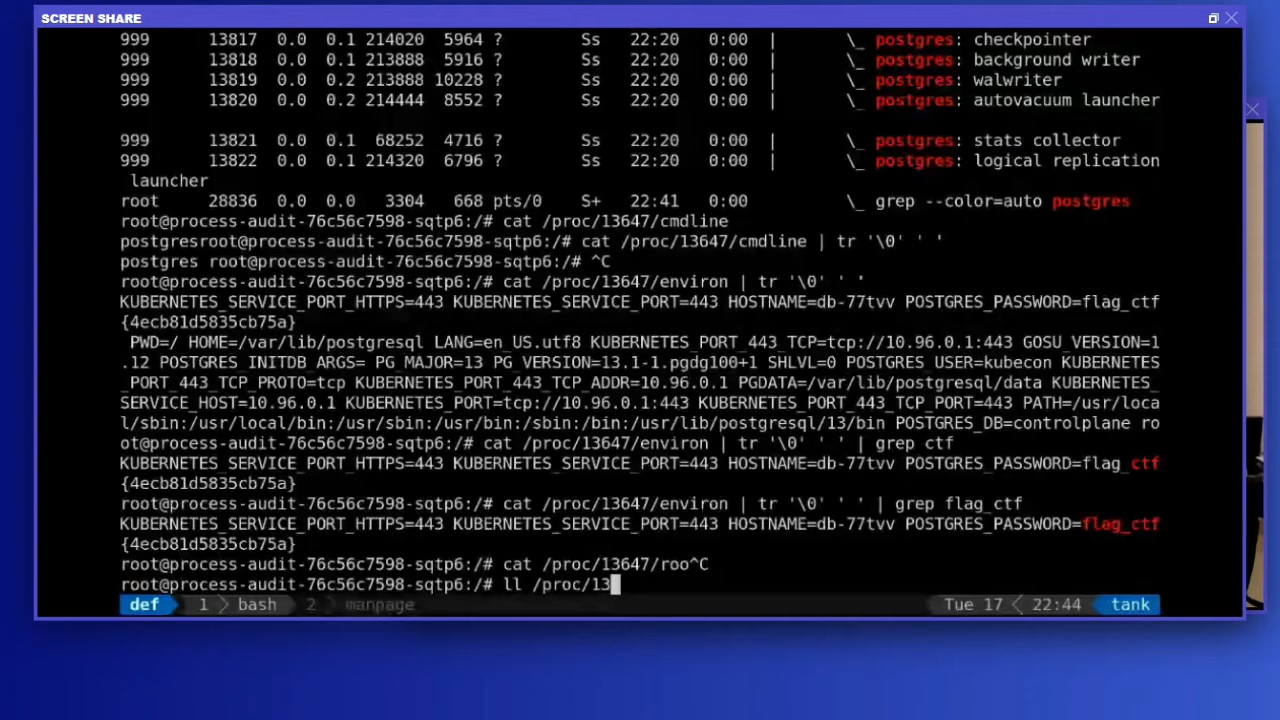 SCREEN SHARE
999 13817 0.0 0.1 214020 5964 ? Ss 22:20 0:00 | \_ postgres: checkpointer
999 13818 0.0 0.1 213888 5916 ? Ss 22:20 0:00 | \_ postgres: background writer
999 13819 0.0 0.2 213888 10228 ? Ss 22:20 0:00 | \_ postgres: walwriter
999 13820 0.0 0.2 214444 8552 ? Ss 22:20 0:00 | \_ postgres: autovacuum launcher
999 13821 0.0 0.1 68252 4716 ? Ss 22:20 0:00 | \_ postgres: stats collector
999 13822 0.0 0.1 214320 6796 ? Ss 22:20 0:00 | \_ postgres: logical replication
launcher
root 28836 0.0 0.0 3304 668 pts/0 S+ 22:41 0:00 \_ grep --color=auto postgres
root@process-audit-76c56c7598-sqtp6:/# cat /proc/13647/cmdline
postgresroot@process-audit-76c56c7598-sqtp6:/# cat /proc/13647/cmdline | tr '\0' ' '
postgres root@process-audit-76c56c7598-sqtp6:/# ^C
root@process-audit-76c56c7598-sqtp6:/# cat /proc/13647/environ | tr '\0' ' '
KUBERNETES_SERVICE_PORT_HTTPS=443 KUBERNETES_SERVICE_PORT=443 HOSTNAME=db-77tvv POSTGRES_PASSWORD=flag_ctf
{4ecb81d5835cb75a}
PWD=/ HOME=/var/lib/postgresql LANG=en_US.utf8 KUBERNETES_PORT_443_TCP=tcp://10.96.0.1:443 GOSU_VERSION=1
.12 POSTGRES_INITDB_ARGS= PG_MAJOR=13 PG_VERSION=13.1-1.pgdg100+1 SHLVL=0 POSTGRES_USER=kubecon KUBERNETES
_PORT_443_TCP_PROTO=tcp KUBERNETES_PORT_443_TCP_ADDR=10.96.0.1 PGDATA=/var/lib/postgresql/data KUBERNETES_
SERVICE_HOST=10.96.0.1 KUBERNETES_PORT=tcp://10.96.0.1:443 KUBERNETES_PORT_443_TCP_PORT=443 PATH=/usr/loca
l/sbin:/usr/local/bin:/usr/sbin:/usr/bin:/sbin:/bin:/usr/lib/postgresql/13/bin POSTGRES_DB=controlplane ro
ot@process-audit-76c56c7598-sqtp6:/# cat /proc/13647/environ | tr '\0' ' ' | grep ctf
KUBERNETES_SERVICE_PORT_HTTPS=443 KUBERNETES_SERVICE_PORT=443 HOSTNAME=db-77tvv POSTGRES_PASSWORD=flag_ctf
{4ecb81d5835cb75a}
root@process-audit-76c56c7598-sqtp6:/# cat /proc/13647/environ | tr '\0' ' ' | grep flag_ctf
KUBERNETES_SERVICE_PORT_HTTPS=443 KUBERNETES_SERVICE_PORT=443 HOSTNAME=db-77tvv POSTGRES_PASSWORD=flag_ctf
{4ecb81d5835cb75a}
root@process-audit-76c56c7598-sqtp6:/# cat /proc/13647/roo^C
root@process-audit-76c56c7598-sqtp6:/# ll /proc/13
def 1 bash 2 manpage Tue 17 22:44 tank